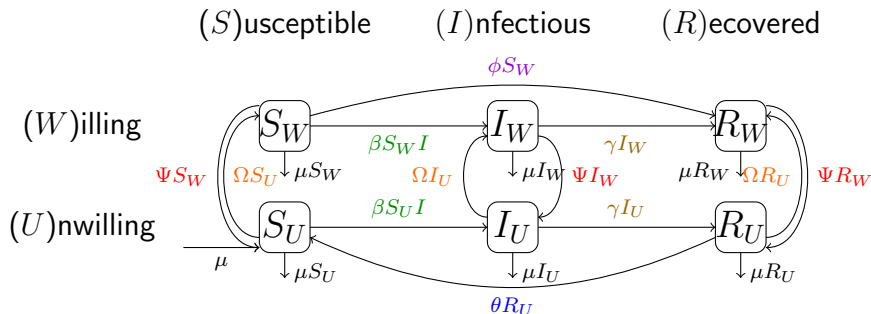 (S)usceptible (I)nfectious (R)ecovered
ϕS_W
(W)illing S_W I_W R_W
βS_W I γI_W
μS_W μI_W μR_W
ΨS_W ΩS_U ΩI_U ΨI_W ΩR_U ΨR_W
βS_U I γI_U
(U)nwilling S_U I_U R_U
μ
μS_U μI_U μR_U
θR_U